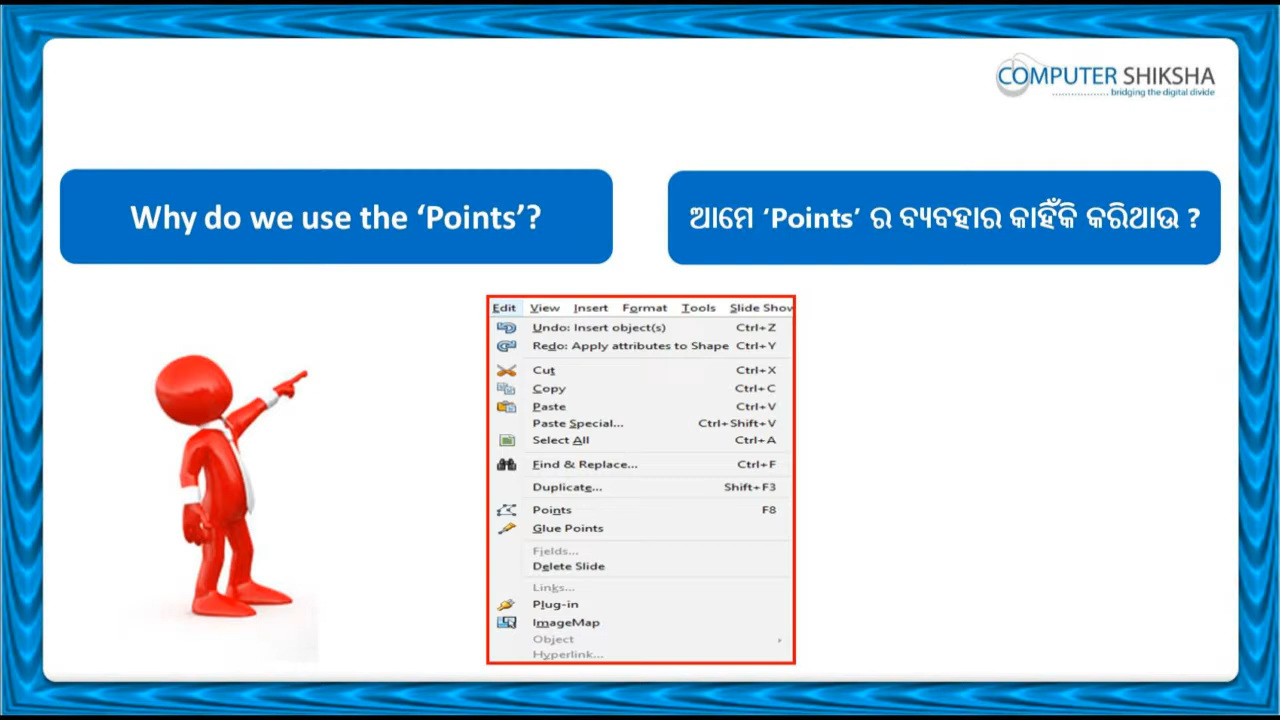 COMPUTER SHIKSHA
bridging the digital divide
Why do we use the ‘Points’?
ଆମେ ‘Points’ ର ବ୍ୟବହାର କାହିଁକି କରିଥାଉ ?
Edit View Insert Format Tools Slide Show
Undo: Insert object(s) Ctrl+Z
Redo: Apply attributes to Shape Ctrl+Y
Cut Ctrl+X
Copy Ctrl+C
Paste Ctrl+V
Paste Special... Ctrl+Shift+V
Select All Ctrl+A
Find & Replace... Ctrl+F
Duplicate... Shift+F3
Points F8
Glue Points
Fields...
Delete Slide
Links...
Plug-in
ImageMap
Object
Hyperlink...